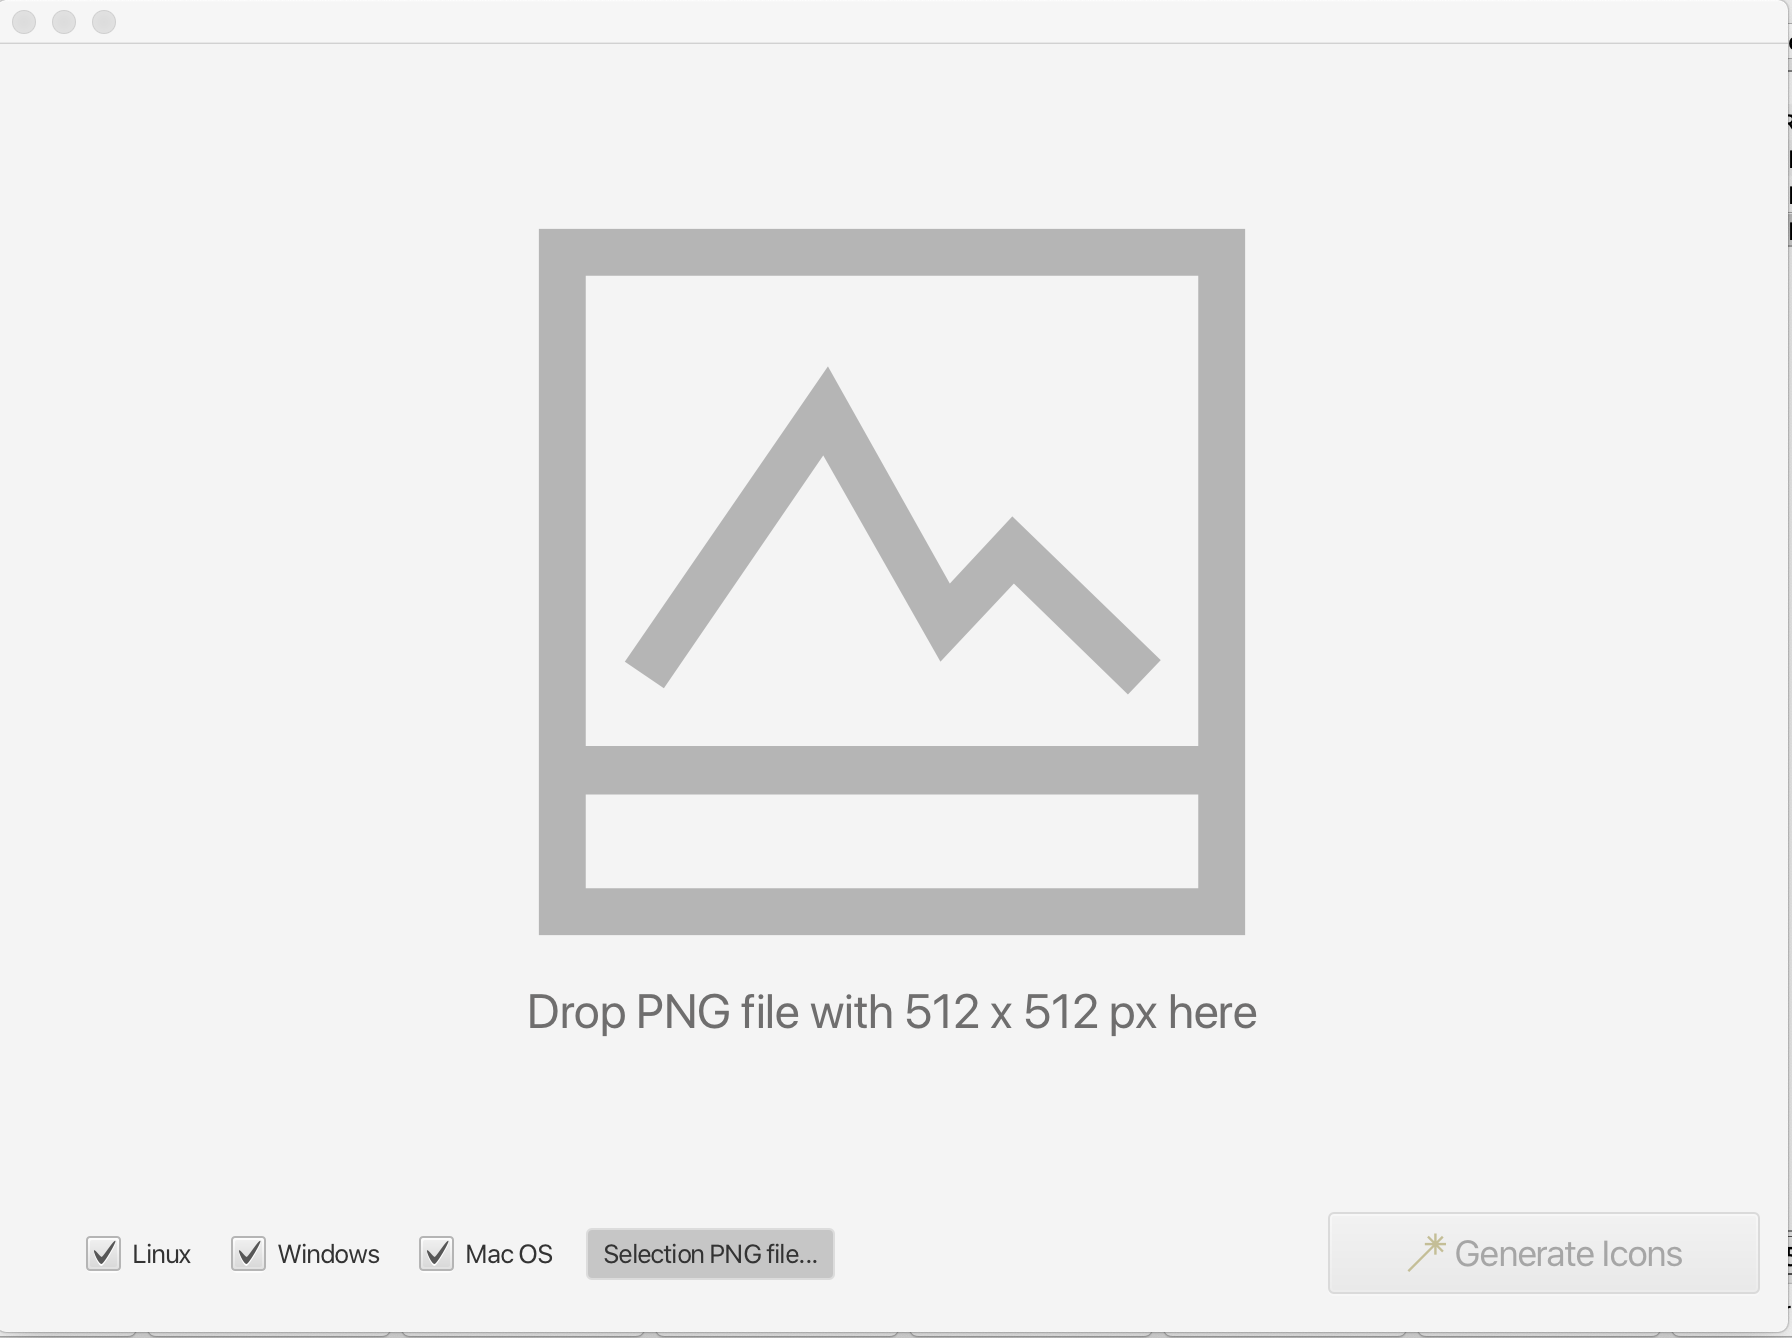 Drop PNG file with 512 x 512 px here
Linux
Windows
Mac OS
Selection PNG file...
Generate Icons